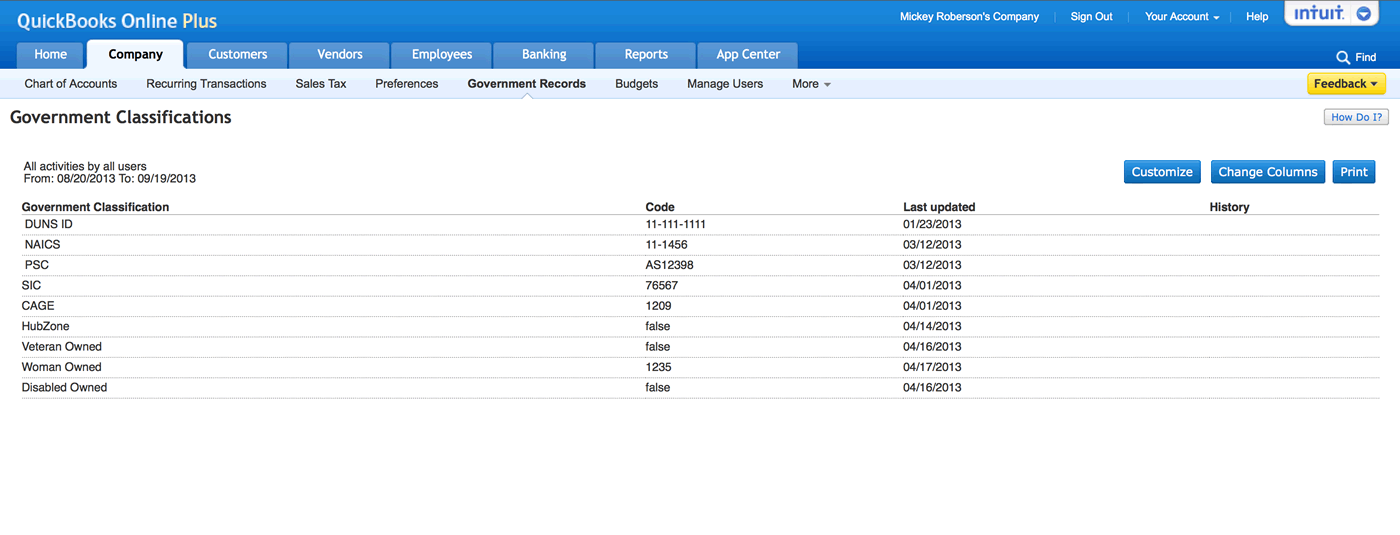 QuickBooks Online Plus
Mickey Roberson's Company Sign Out Your Account Help intuit.
Home Company Customers Vendors Employees Banking Reports App Center
Find
Chart of Accounts Recurring Transactions Sales Tax Preferences Government Records Budgets Manage Users More Feedback
Government Classifications
How Do I?
All activities by all users
From: 08/20/2013 To: 09/19/2013
Customize Change Columns Print
Government Classification Code Last updated History
DUNS ID 11-111-1111 01/23/2013
NAICS 11-1456 03/12/2013
PSC AS12398 03/12/2013
SIC 76567 04/01/2013
CAGE 1209 04/01/2013
HubZone false 04/14/2013
Veteran Owned false 04/16/2013
Woman Owned 1235 04/17/2013
Disabled Owned false 04/16/2013